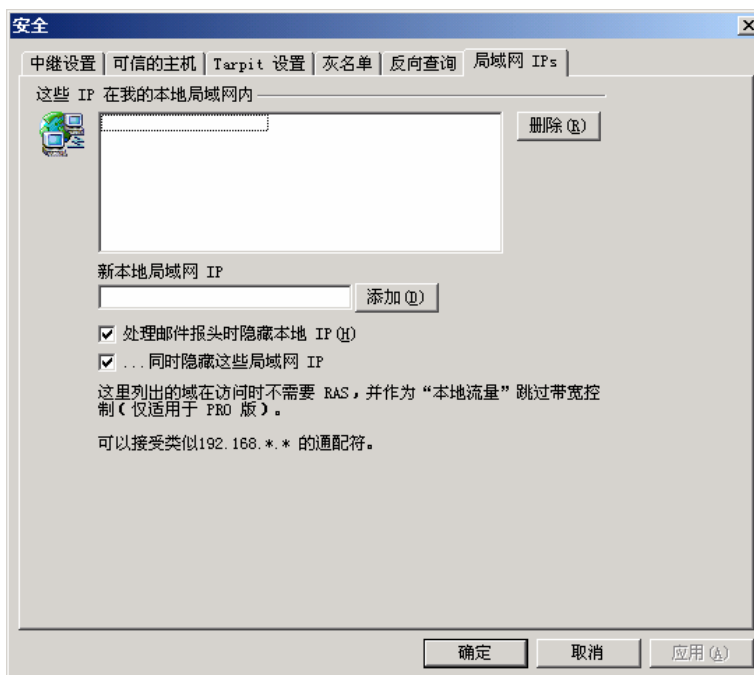 安全
中继设置 可信的主机 Tarpit 设置 灰名单 反向查询 局域网 IPs
这些 IP 在我的本地局域网内
删除(R)
新本地局域网 IP
添加(D)
处理邮件报头时隐藏本地 IP(H)
...同时隐藏这些局域网 IP
这里列出的域在访问时不需要 RAS，并作为“本地流量”跳过带宽控
制(仅适用于 PRO 版)。
可以接受类似192.168.*.* 的通配符。
确定 取消 应用(A)